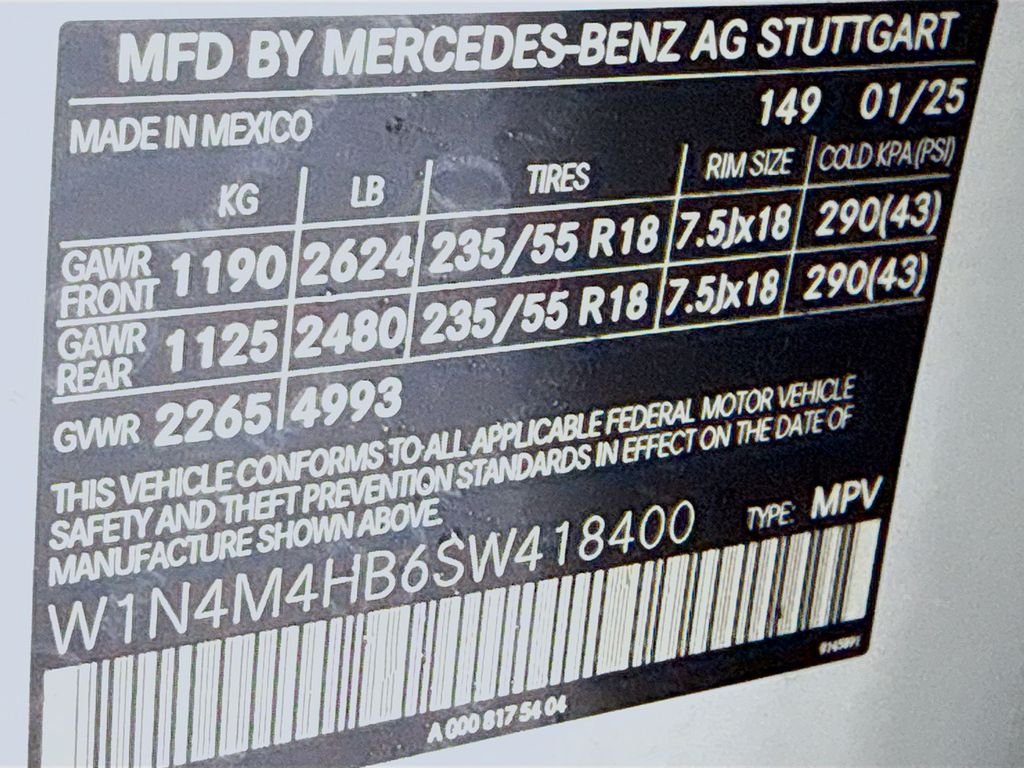 MFD BY MERCEDES-BENZ AG STUTTGART
149 01/25
MADE IN MEXICO
KG LB TIRES RIM SIZE COLD KPA (PSI)
GAWR FRONT 1190 2624 235/55 R18 7.5Jx18 290(43)
GAWR REAR 1125 2480 235/55 R18 7.5Jx18 290(43)
GVWR 2265 4993
THIS VEHICLE CONFORMS TO ALL APPLICABLE FEDERAL MOTOR VEHICLE
SAFETY AND THEFT PREVENTION STANDARDS IN EFFECT ON THE DATE OF
MANUFACTURE SHOWN ABOVE.
W1N4M4HB6SW418400 TYPE: MPV
A 000 817 54 04